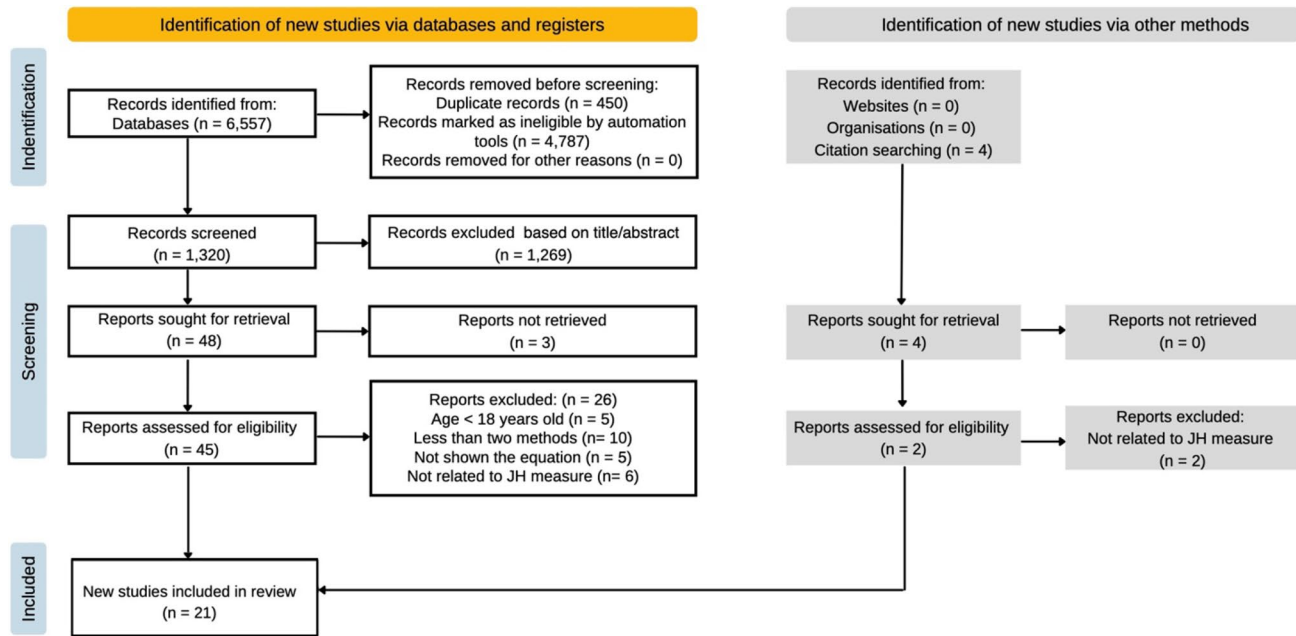 Identification of new studies via databases and registers
Identification of new studies via other methods
Indentification
Records identified from:
Databases (n = 6,557)
Records removed before screening:
Duplicate records (n = 450)
Records marked as ineligible by automation
tools (n = 4,787)
Records removed for other reasons (n = 0)
Records identified from:
Websites (n = 0)
Organisations (n = 0)
Citation searching (n = 4)
Screening
Records screened
(n = 1,320)
Records excluded based on title/abstract
(n = 1,269)
Reports sought for retrieval
(n = 48)
Reports not retrieved
(n = 3)
Reports sought for retrieval
(n = 4)
Reports not retrieved
(n = 0)
Reports assessed for eligibility
(n = 45)
Reports excluded: (n = 26)
Age < 18 years old (n = 5)
Less than two methods (n= 10)
Not shown the equation (n = 5)
Not related to JH measure (n= 6)
Reports assessed for eligibility
(n = 2)
Reports excluded:
Not related to JH measure
(n = 2)
Included
New studies included in review
(n = 21)